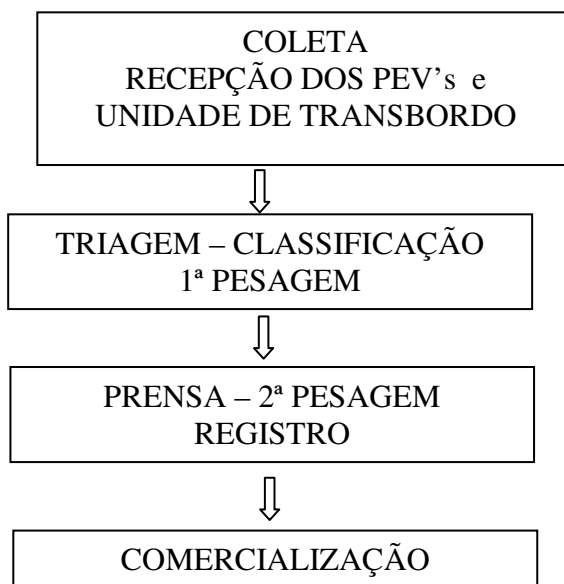 COLETA
RECEPÇÃO DOS PEV’s e
UNIDADE DE TRANSBORDO
TRIAGEM – CLASSIFICAÇÃO
1ª PESAGEM
PRENSA – 2ª PESAGEM
REGISTRO
COMERCIALIZAÇÃO